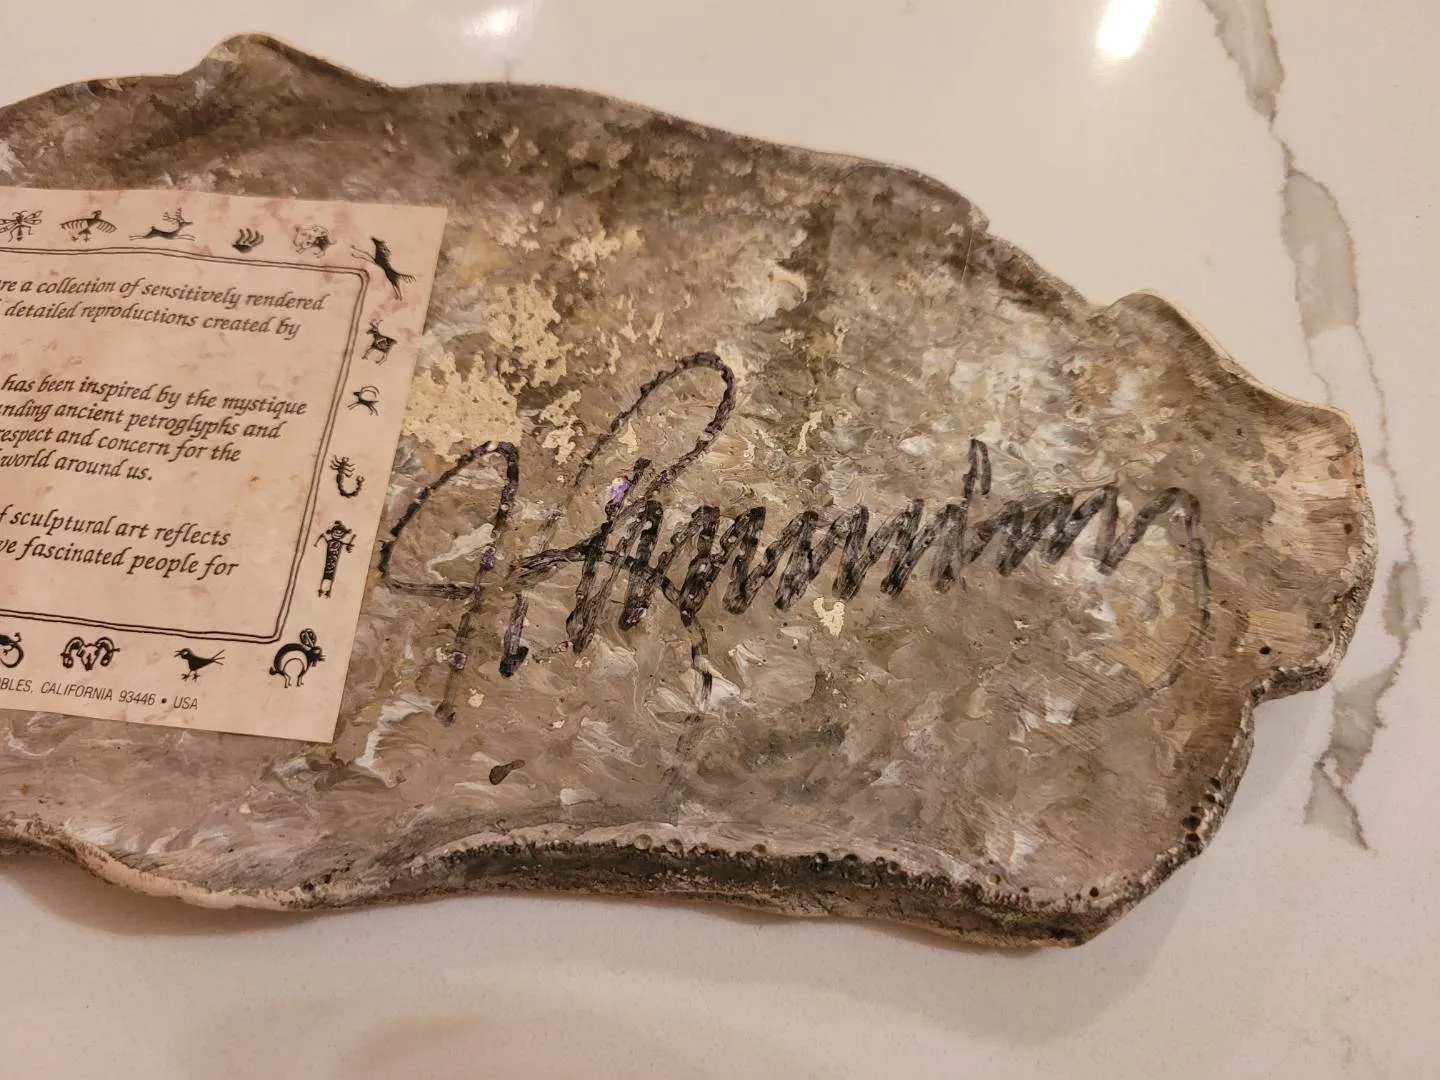 re a collection of sensitively rendered
detailed reproductions created by
has been inspired by the mystique
nding ancient petroglyphs and
respect and concern for the
world around us.
f sculptural art reflects
ve fascinated people for
BLES, CALIFORNIA 93446 • USA